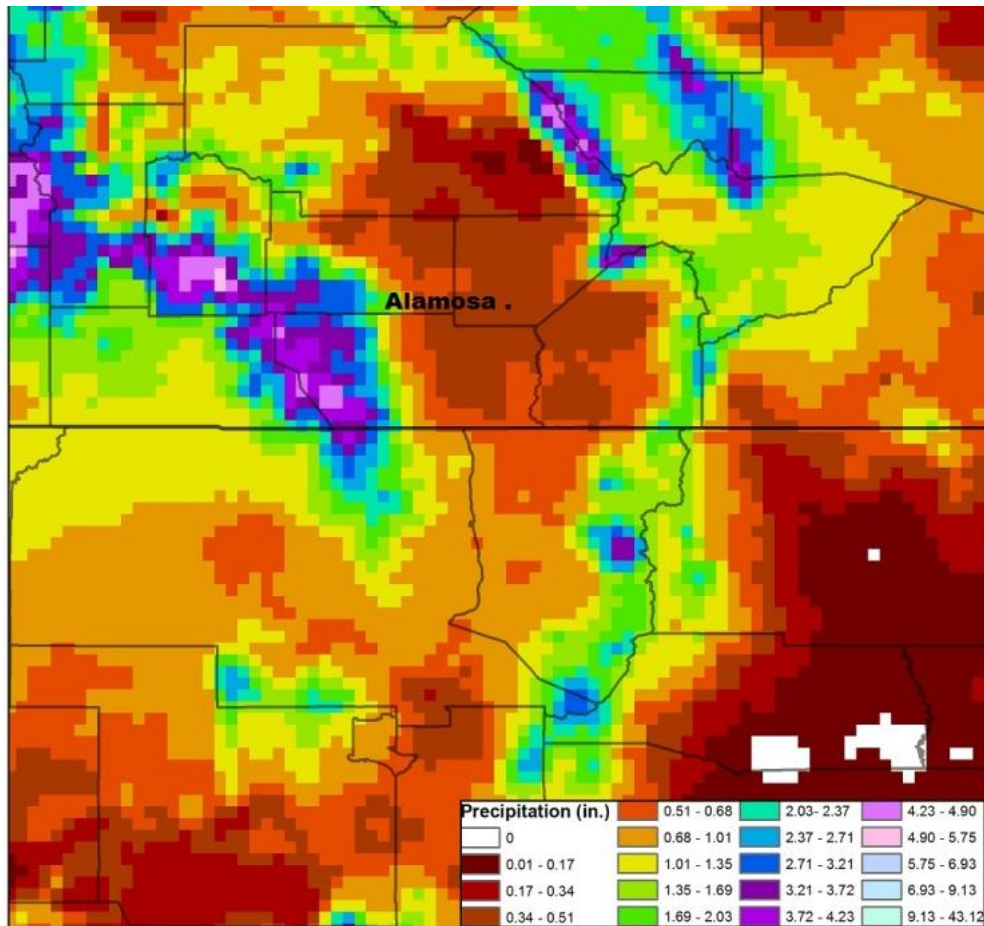 Alamosa .
Precipitation (in.)
0
0.01 - 0.17
0.17 - 0.34
0.34 - 0.51
0.51 - 0.68
0.68 - 1.01
1.01 - 1.35
1.35 - 1.69
1.69 - 2.03
2.03- 2.37
2.37 - 2.71
2.71 - 3.21
3.21 - 3.72
3.72 - 4.23
4.23 - 4.90
4.90 - 5.75
5.75 - 6.93
6.93 - 9.13
9.13 - 43.12